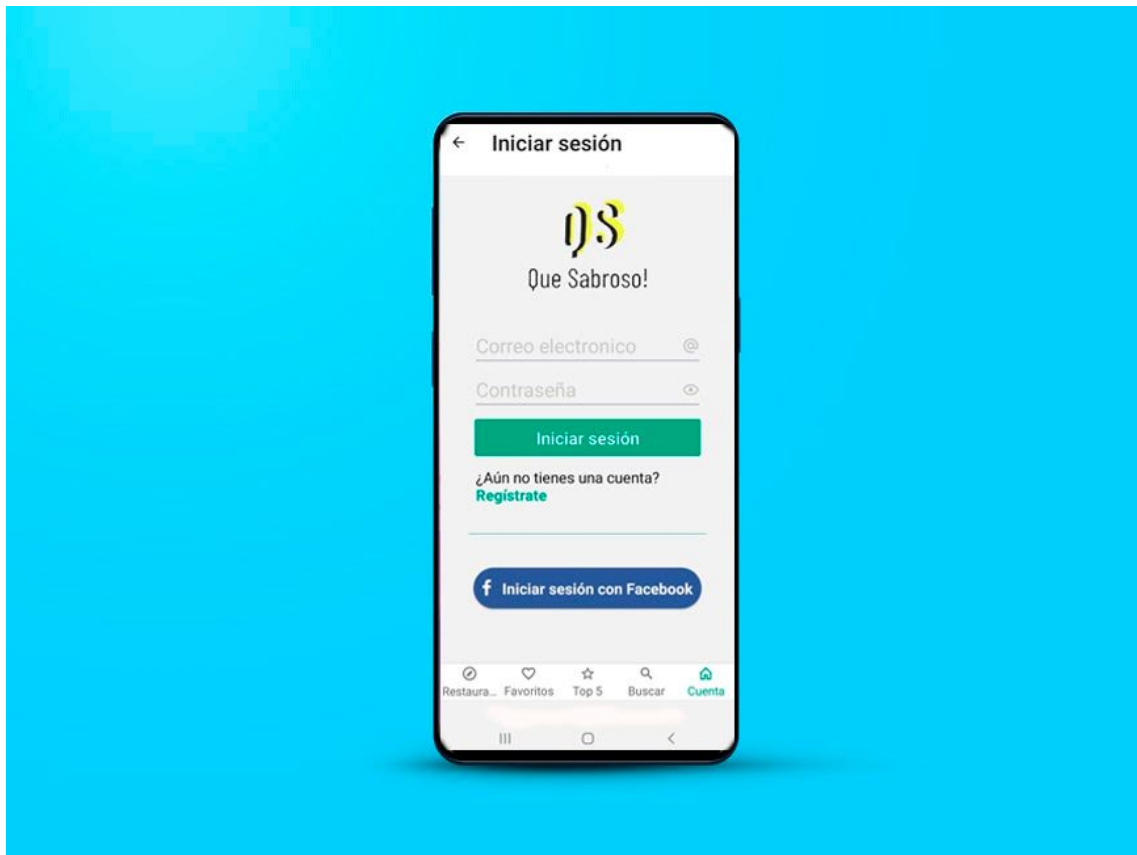 Iniciar sesión
QS
Que Sabroso!
Correo electronico @
Contraseña
Iniciar sesión
¿Aún no tienes una cuenta?
Regístrate
f Iniciar sesión con Facebook
Restaura... Favoritos Top 5 Buscar Cuenta